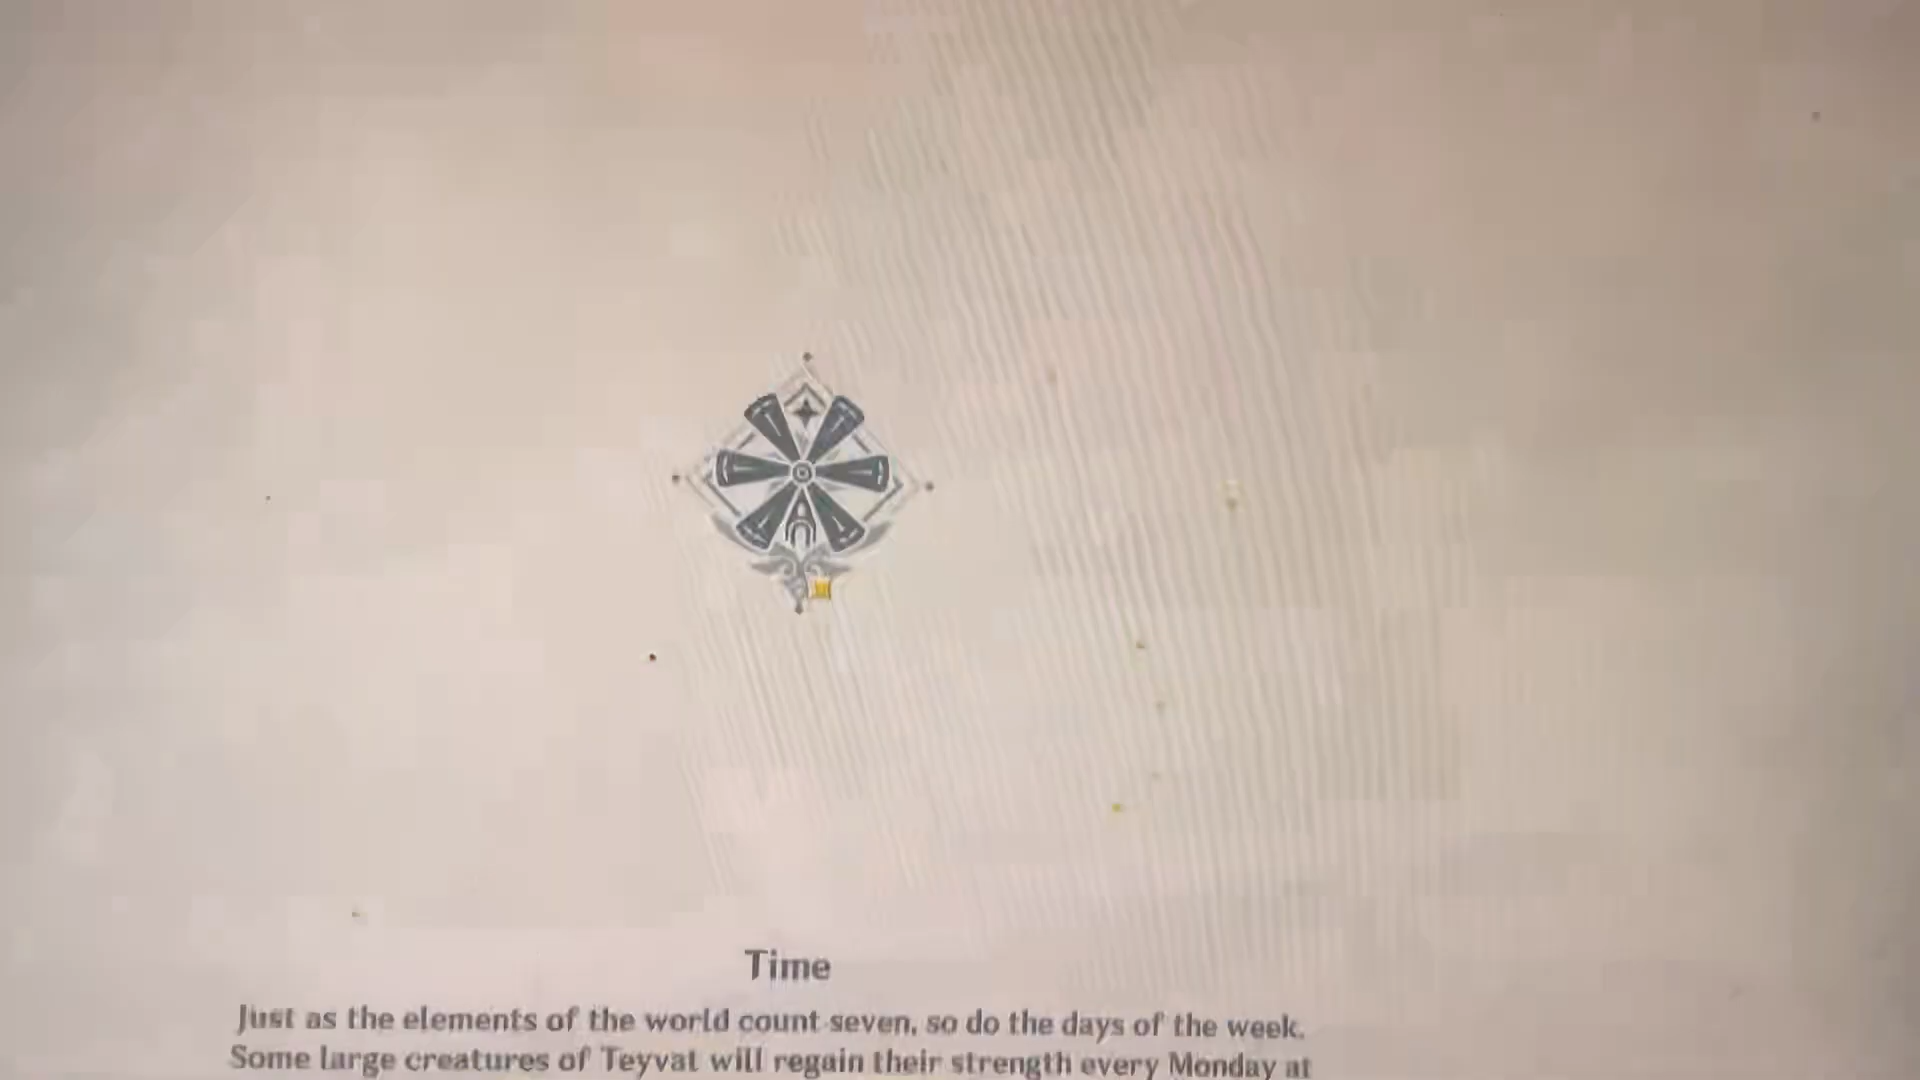 Time
Just as the elements of the world count seven, so do the days of the week.
Some large creatures of Teyvat will regain their strength every Monday at